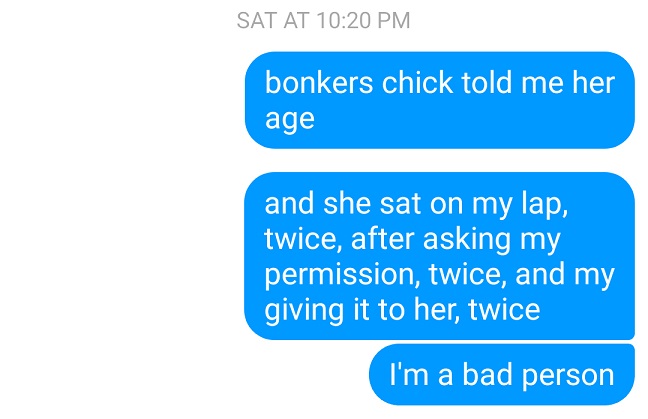 SAT AT 10:20 PM
bonkers chick told me her
age
and she sat on my lap,
twice, after asking my
permission, twice, and my
giving it to her, twice
I'm a bad person